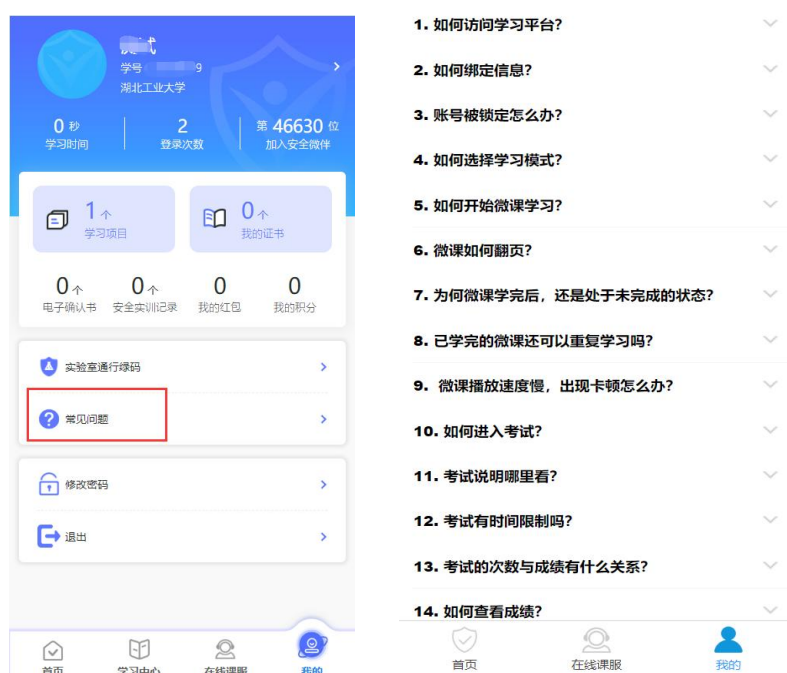 学号
9
湖北工业大学
0 秒
学习时间
2
登录次数
第 46630 位
加入安全微伴
1 个
学习项目
0 个
我的证书
0 个
电子确认书
0 个
安全实训记录
0
我的红包
0
我的积分
实验室通行绿码
常见问题
修改密码
退出
首页
学习中心
在线课服
我的
1. 如何访问学习平台？
2. 如何绑定信息？
3. 账号被锁定怎么办？
4. 如何选择学习模式？
5. 如何开始微课学习？
6. 微课如何翻页？
7. 为何微课学完后，还是处于未完成的状态？
8. 已学完的微课还可以重复学习吗？
9. 微课播放速度慢，出现卡顿怎么办？
10. 如何进入考试？
11. 考试说明哪里看？
12. 考试有时间限制吗？
13. 考试的次数与成绩有什么关系？
14. 如何查看成绩？
首页
在线课服
我的